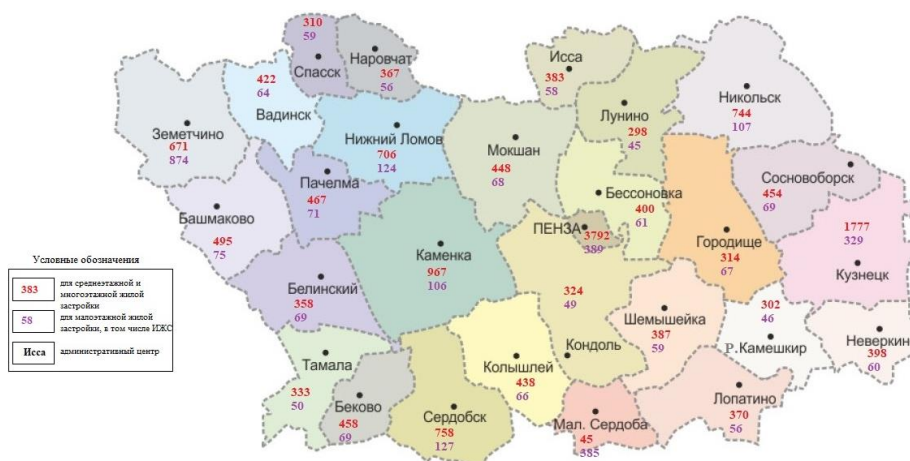 310
59
Спасск
Наровчат
367
56
422
64
Вадинск
Земетчино
671
874
Нижний Ломов
706
124
Исса
383
58
Лунино
298
45
Никольск
744
107
Мокшан
448
68
Пачелма
467
71
Башмаково
495
75
Бессоновка
400
61
Сосновоборск
454
69
ПЕНЗА
3792
389
Городище
314
67
1777
329
Кузнецк
Каменка
967
106
Белинский
358
69
324
49
Кондоль
Шемышейка
387
59
302
46
Р.Камешкир
Неверкино
398
60
Тамала
333
50
Беково
458
69
Сердобск
758
127
Колышлей
438
66
Мал. Сердоба
45
385
Лопатино
370
56
Условные обозначения
383
для среднеэтажной и
многоэтажной жилой
застройки
58
для малоэтажной жилой
застройки, в том числе ИЖС
Исса
административный центр